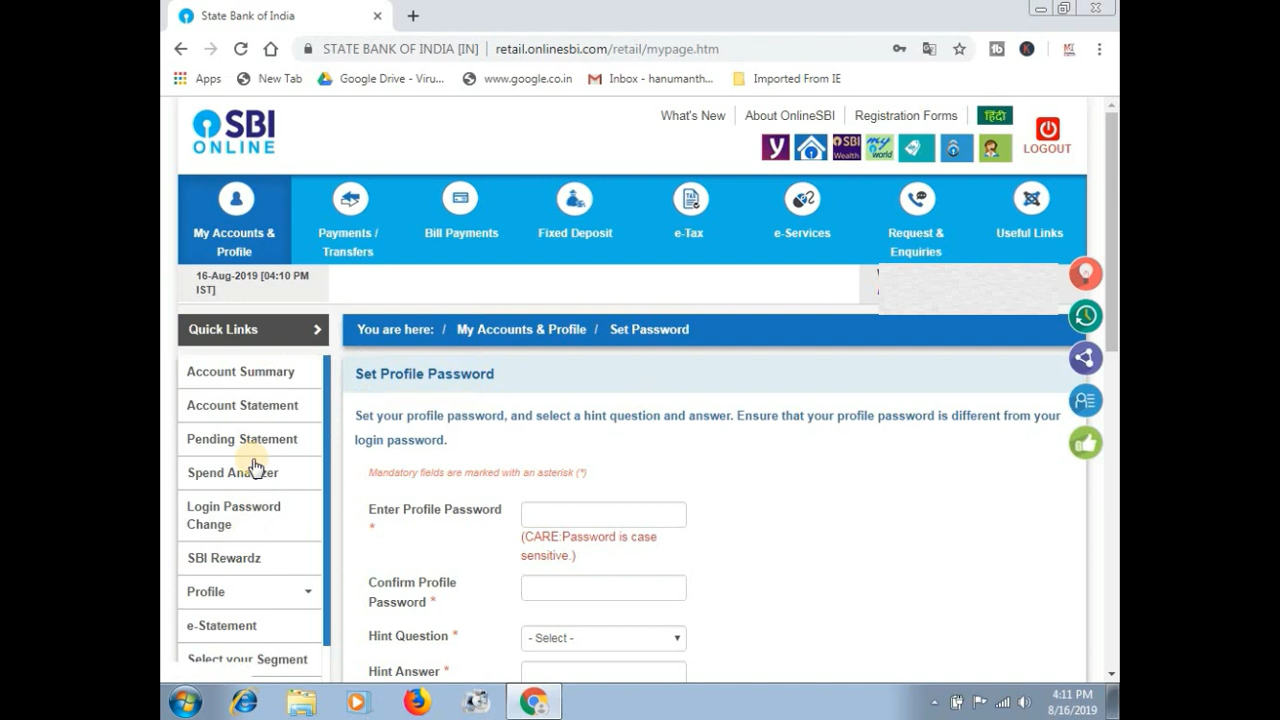 State Bank of India
STATE BANK OF INDIA [IN] retail.onlinesbi.com/retail/mypage.htm
Apps New Tab Google Drive - Viru... www.google.co.in Inbox - hanumanth... Imported From IE
What's New About OnlineSBI Registration Forms हिंदी
SBI
ONLINE
SBI Wealth my world
LOGOUT
My Accounts & Profile
Payments / Transfers
Bill Payments
Fixed Deposit
e-Tax
e-Services
Request & Enquiries
Useful Links
16-Aug-2019 [04:10 PM
IST]
Quick Links
You are here: / My Accounts & Profile / Set Password
Account Summary
Account Statement
Pending Statement
Spend Analyzer
Login Password
Change
SBI Rewardz
Profile
e-Statement
Select your Segment
Set Profile Password
Set your profile password, and select a hint question and answer. Ensure that your profile password is different from your
login password.
Mandatory fields are marked with an asterisk (*)
Enter Profile Password
*
(CARE:Password is case
sensitive.)
Confirm Profile
Password *
Hint Question * - Select -
Hint Answer *
4:11 PM
8/16/2019